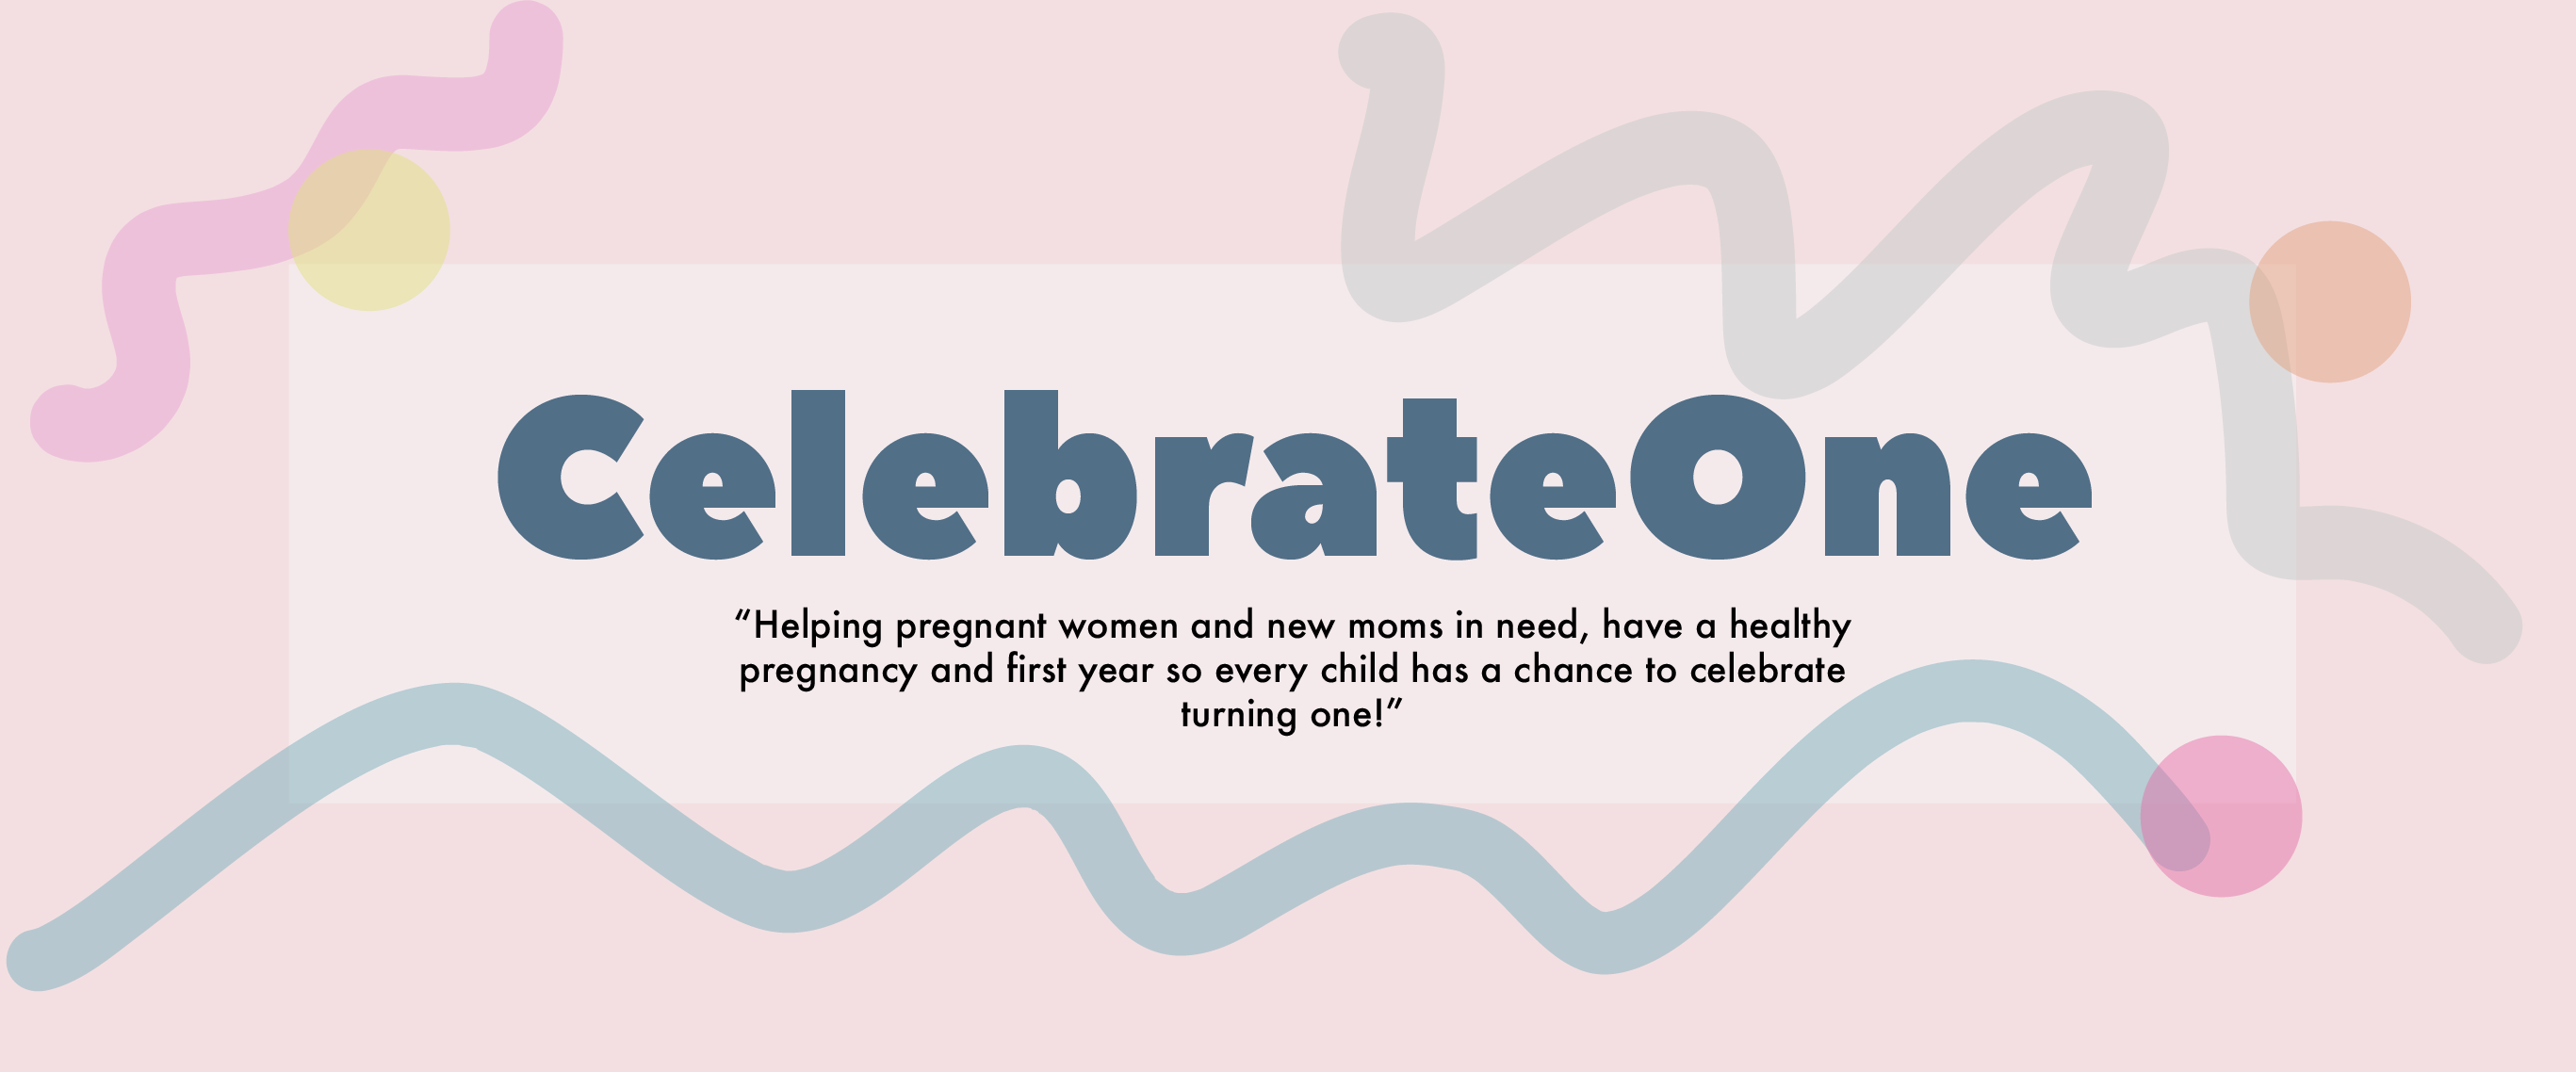 CelebrateOne
“Helping pregnant women and new moms in need, have a healthy
pregnancy and first year so every child has a chance to celebrate
turning one!”